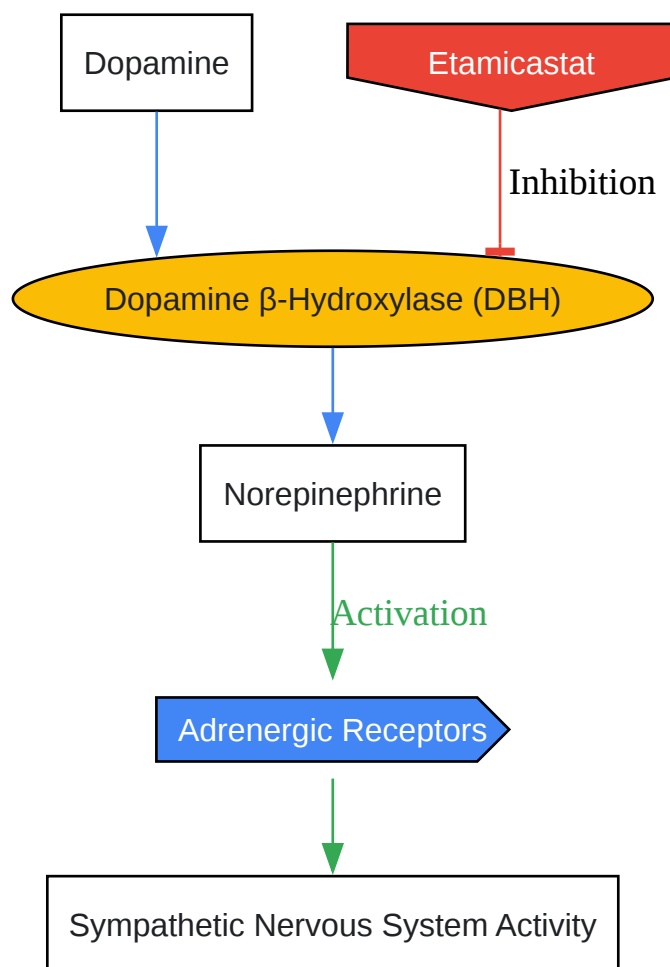 Dopamine
Etamicastat
Inhibition
Dopamine β-Hydroxylase (DBH)
Norepinephrine
Activation
Adrenergic Receptors
Sympathetic Nervous System Activity